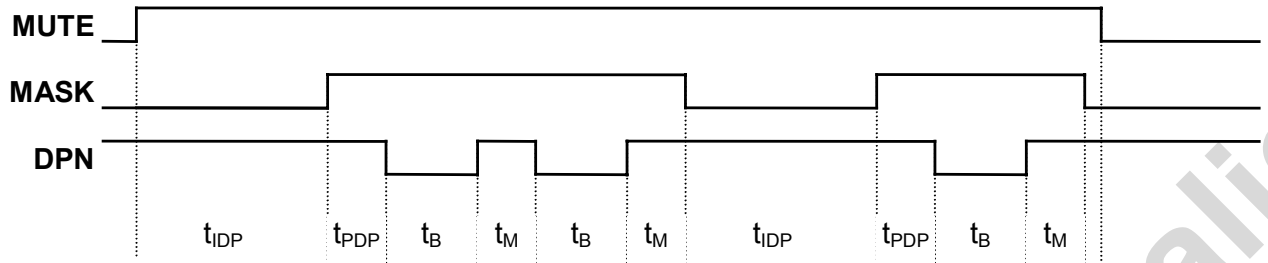 MUTE
MASK
DPN
tIDP tPDP tB tM tB tM tIDP tPDP tB tM